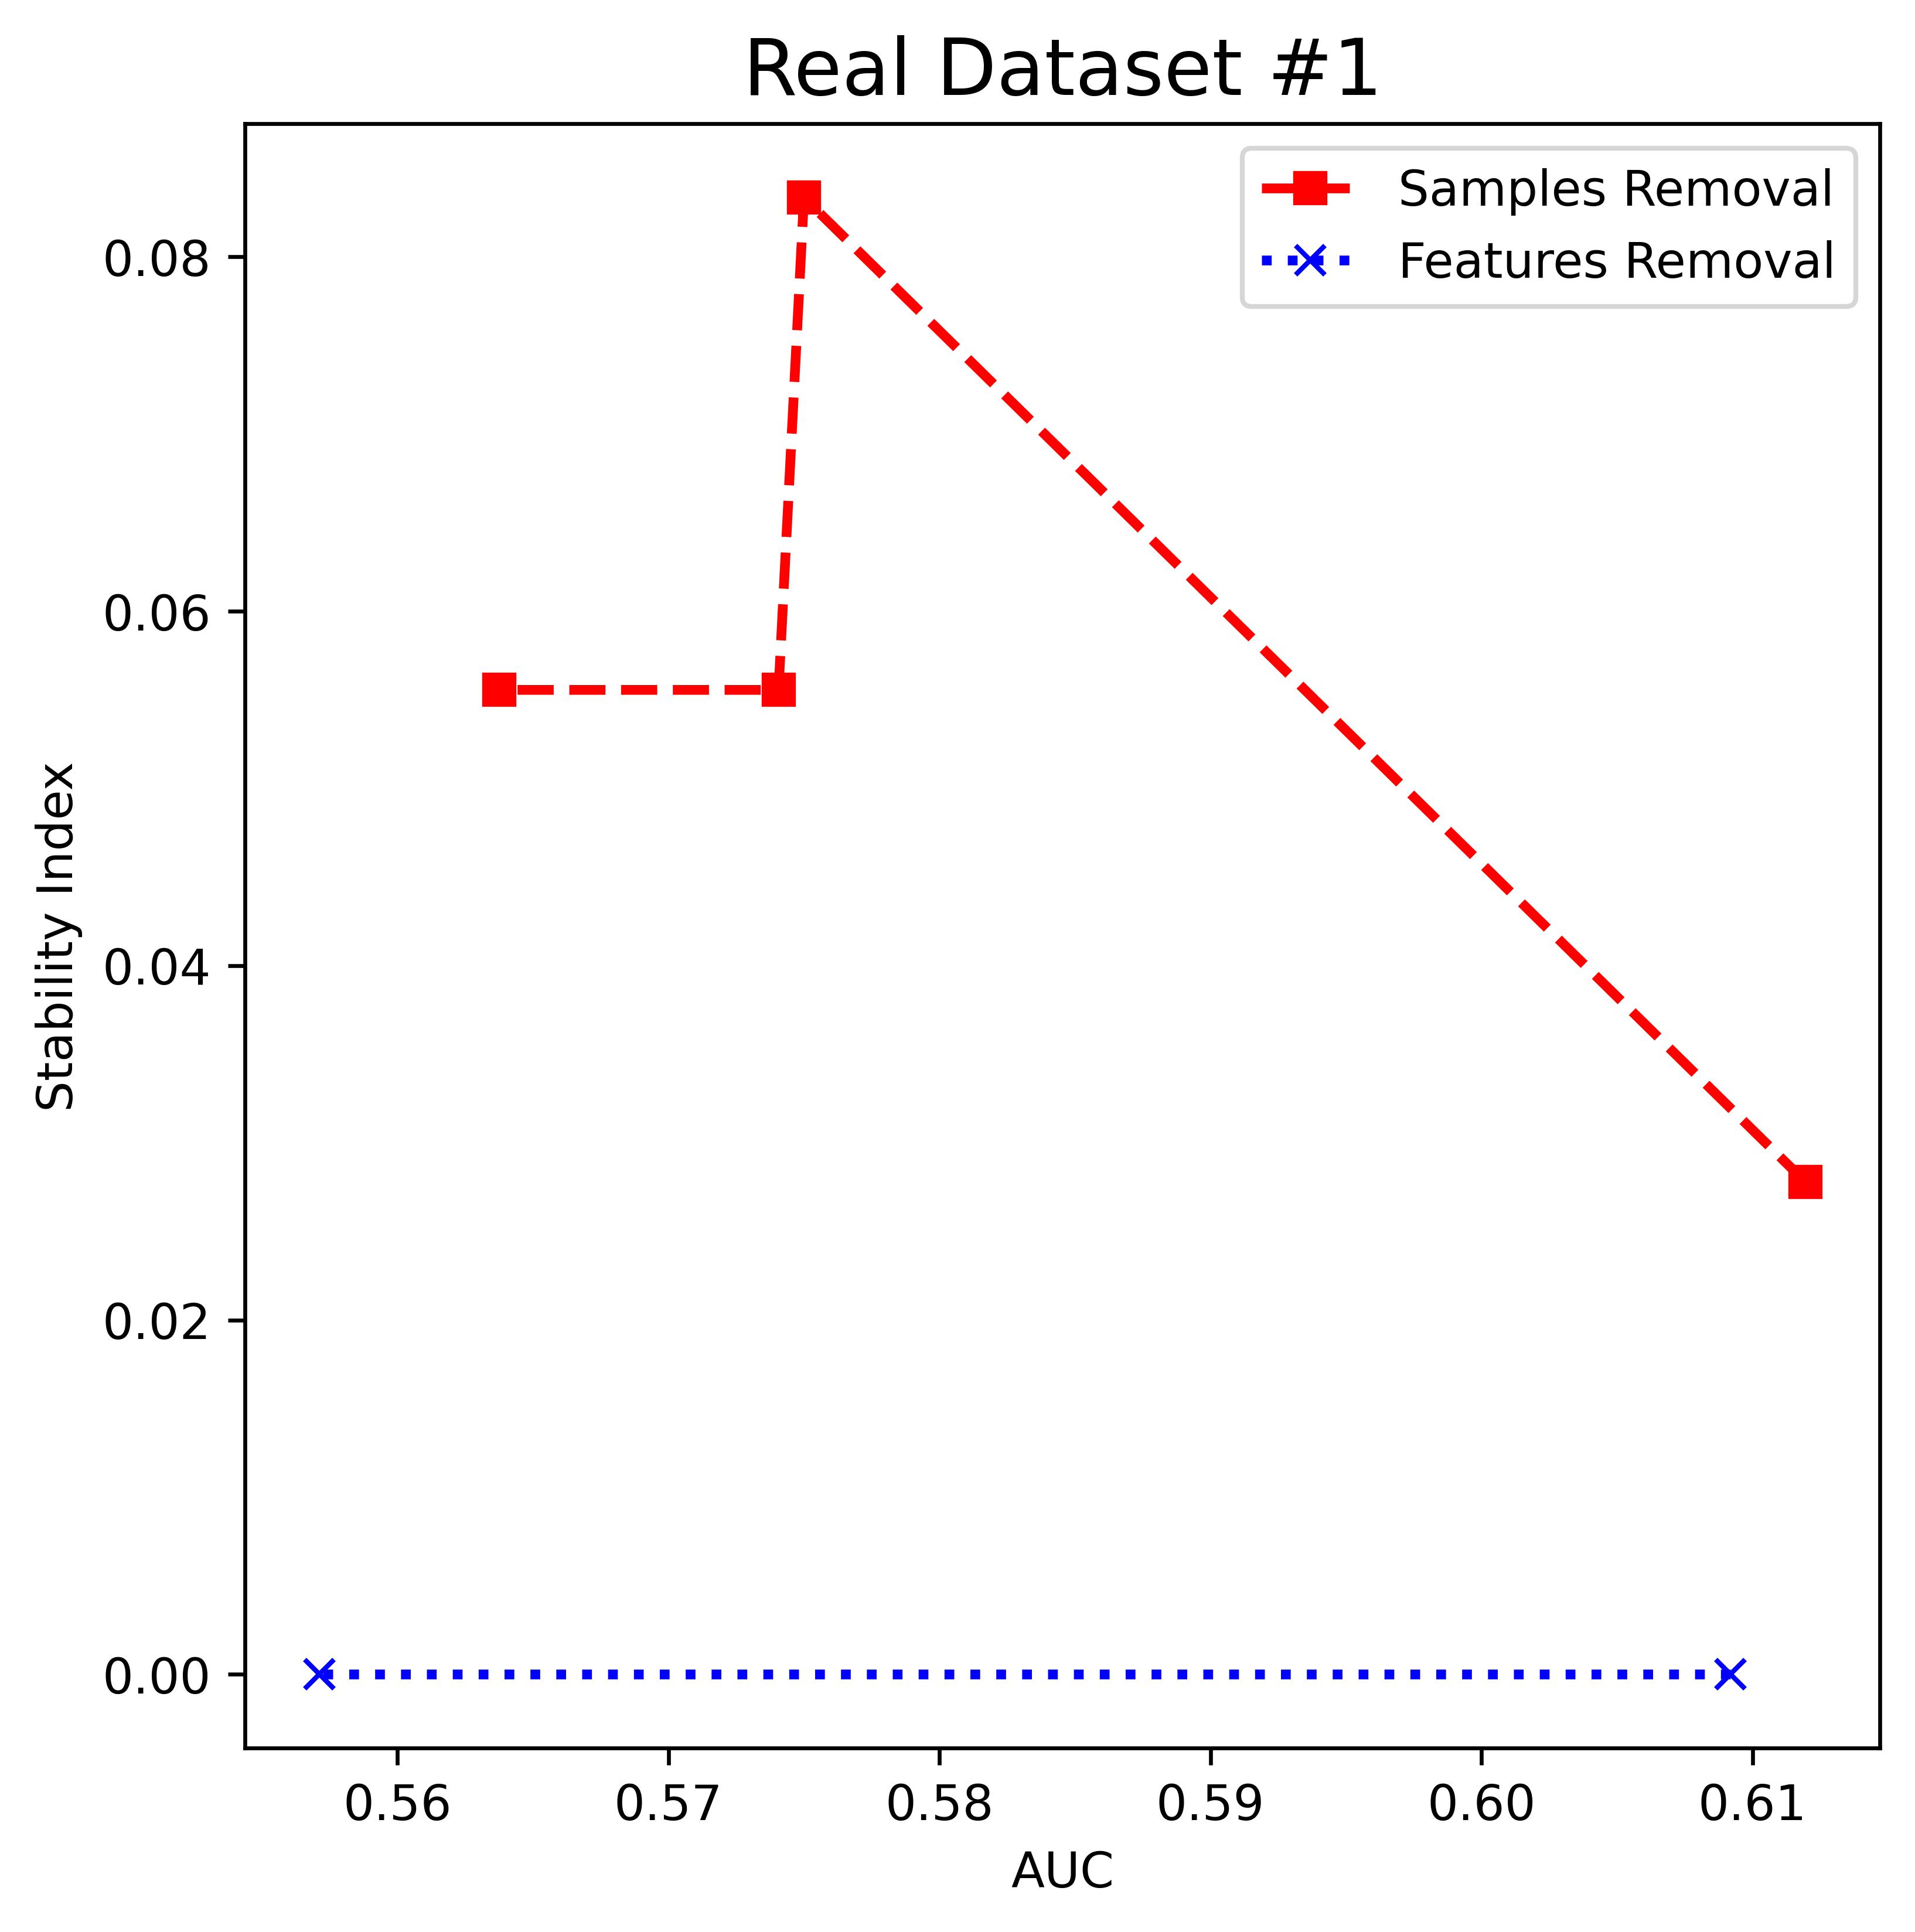 Real Dataset #1
Samples Removal
Features Removal
Stability Index
0.08
0.06
0.04
0.02
0.00
0.56 0.57 0.58 0.59 0.60 0.61
AUC